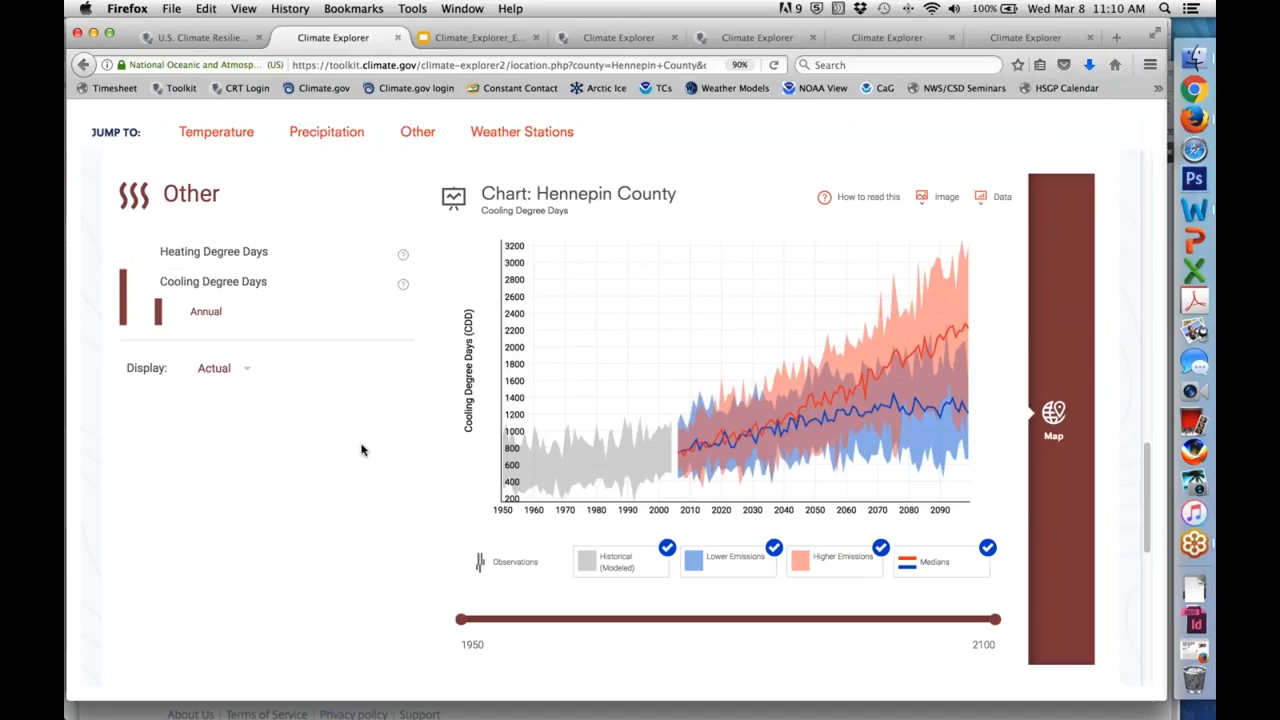 Firefox File Edit View History Bookmarks Tools Window Help 9 100% Wed Mar 8 11:10 AM
U.S. Climate Resilie... Climate Explorer Climate_Explorer_E... Climate Explorer Climate Explorer Climate Explorer Climate Explorer
National Oceanic and Atmosp... (US) https://toolkit.climate.gov/climate-explorer2/location.php?county=Hennepin+County& 90% Search
Timesheet Toolkit CRT Login Climate.gov Climate.gov login Constant Contact Arctic Ice TCs Weather Models NOAA View CaG NWS/CSD Seminars HSGP Calendar
JUMP TO: Temperature Precipitation Other Weather Stations
Other
Heating Degree Days ?
Cooling Degree Days ?
Annual
Display: Actual
Chart: Hennepin County
Cooling Degree Days
? How to read this Image Data
Cooling Degree Days (CDD)
3200
3000
2800
2600
2400
2200
2000
1800
1600
1400
1200
1000
800
600
400
200
1950 1960 1970 1980 1990 2000 2010 2020 2030 2040 2050 2060 2070 2080 2090
Observations
Historical
(Modeled)
Lower Emissions
Higher Emissions
Medians
1950 2100
Map
Ps
Id
About Us Terms of Service Privacy policy Support